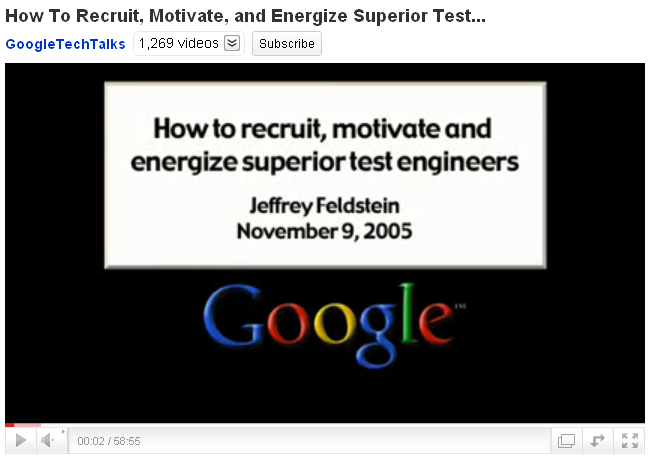 How To Recruit, Motivate, and Energize Superior Test...
GoogleTechTalks 1,269 videos Subscribe
How to recruit, motivate and
energize superior test engineers
Jeffrey Feldstein
November 9, 2005
Google™
00:02 / 58:55